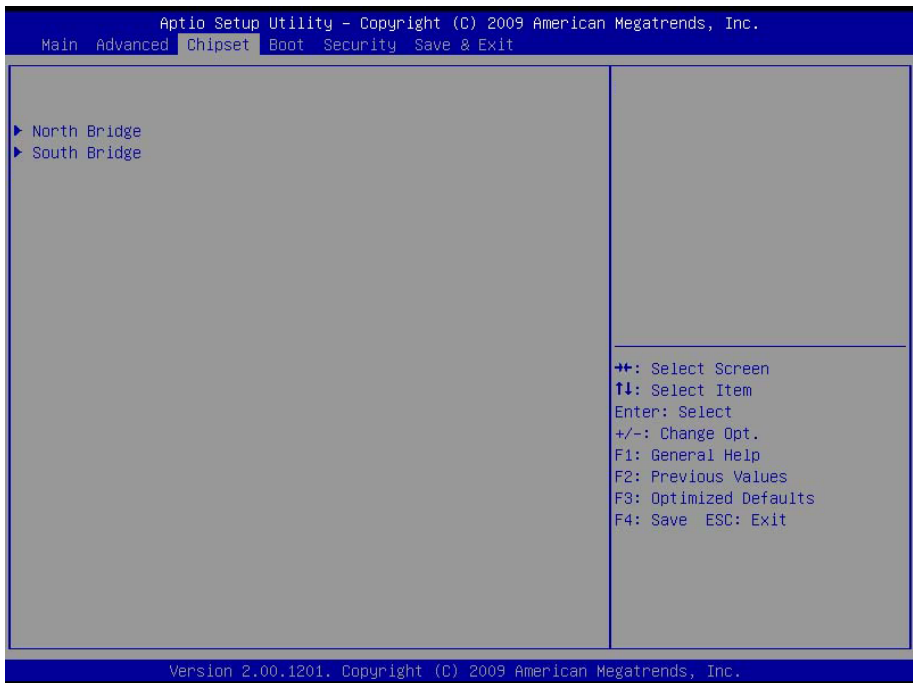 Aptio Setup Utility – Copyright (C) 2009 American Megatrends, Inc.
Main Advanced Chipset Boot Security Save & Exit
▶ North Bridge
▶ South Bridge
→←: Select Screen
↑↓: Select Item
Enter: Select
+/-: Change Opt.
F1: General Help
F2: Previous Values
F3: Optimized Defaults
F4: Save ESC: Exit
Version 2.00.1201. Copyright (C) 2009 American Megatrends, Inc.